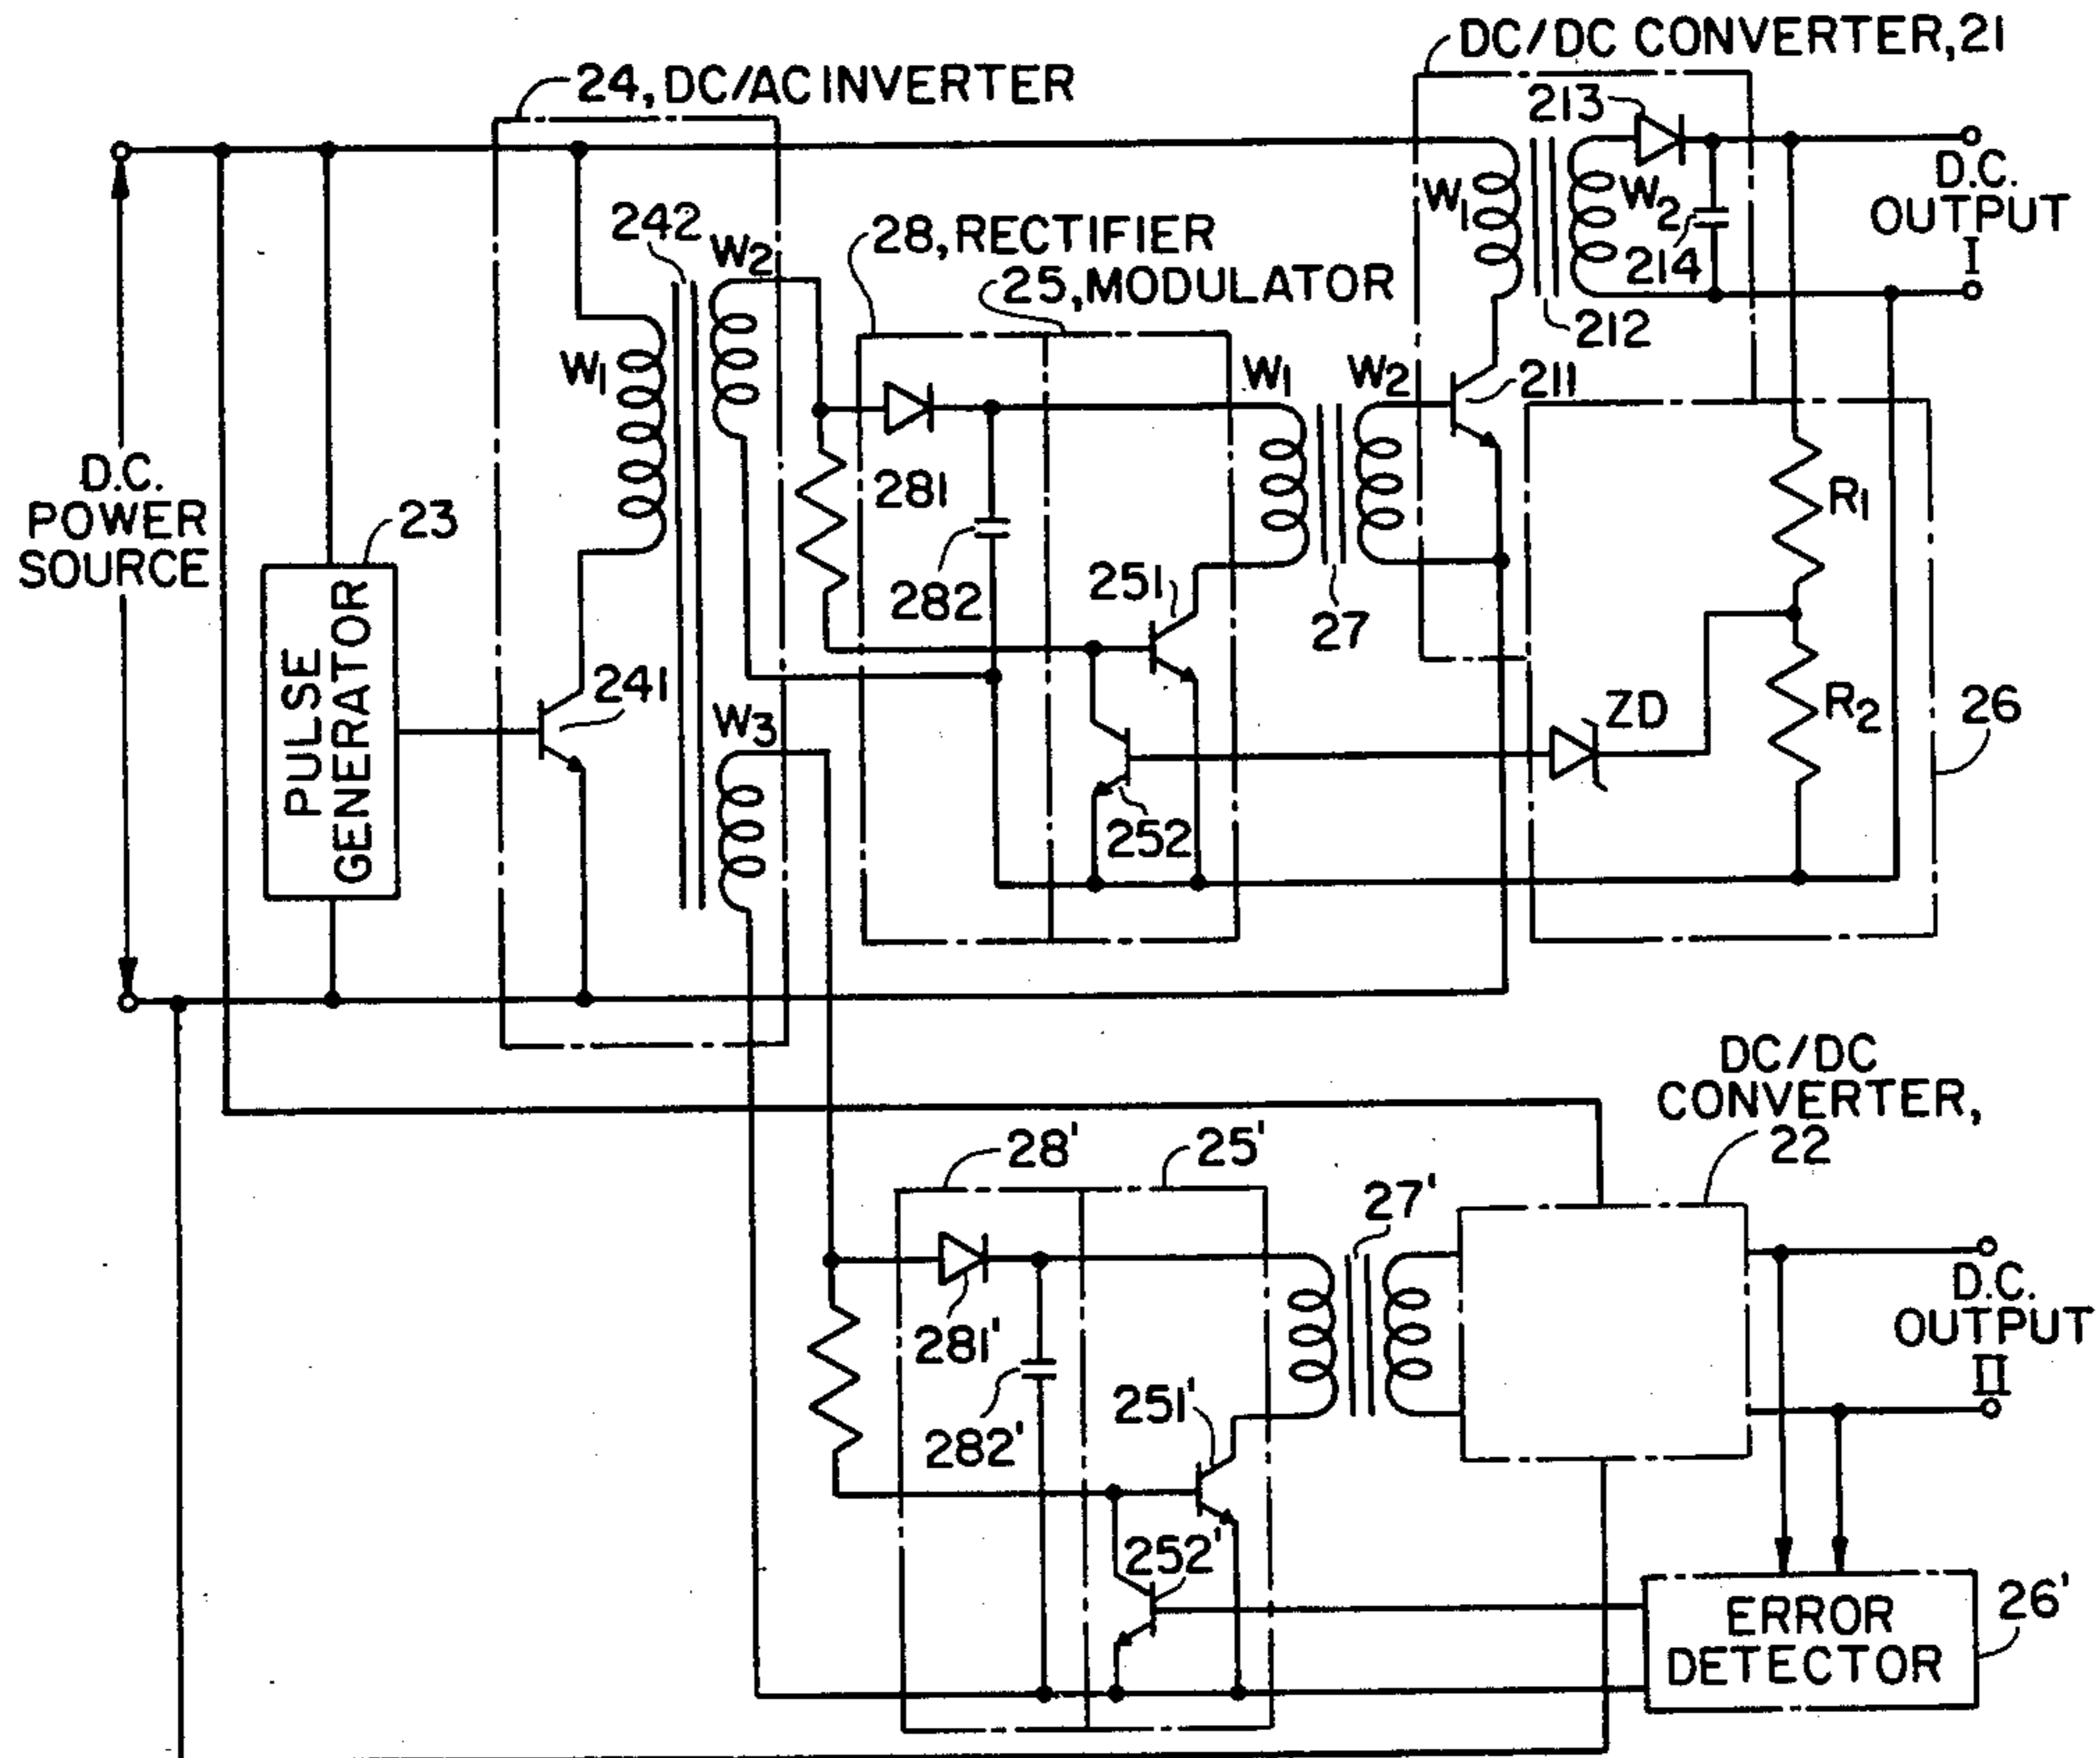 DC/DC CONVERTER,21
24, DC/AC INVERTER
213
D.C.
OUTPUT
I
W1
W2
214
212
242
W2
28, RECTIFIER
25, MODULATOR
W1
W1
W2
211
D.C.
POWER
SOURCE
23
281
282
251
27
R1
PULSE
GENERATOR
241
W3
ZD
R2
26
252
DC/DC
CONVERTER,
22
28'
25'
27'
D.C.
OUTPUT
II
281'
282'
251'
252'
ERROR
DETECTOR
26'